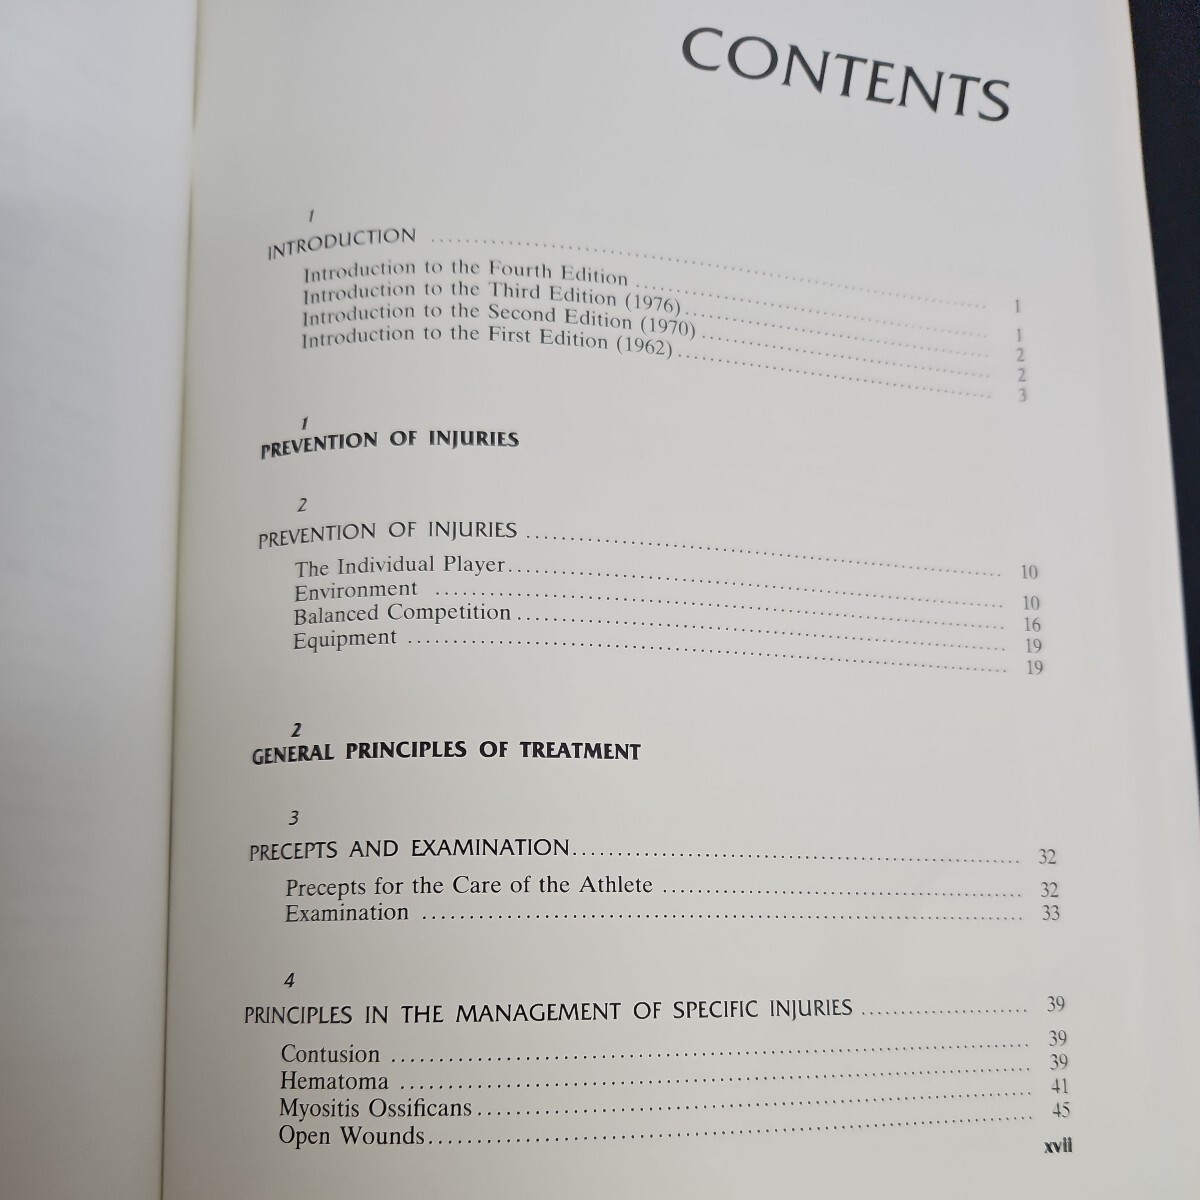 CONTENTS
1
INTRODUCTION ........ 1
Introduction to the Fourth Edition ........ 1
Introduction to the Third Edition (1976) ........ 2
Introduction to the Second Edition (1970) ........ 2
Introduction to the First Edition (1962) ........ 3
1
PREVENTION OF INJURIES
2
PREVENTION OF INJURIES ........ 10
The Individual Player ........ 10
Environment ........ 16
Balanced Competition ........ 19
Equipment ........ 19
2
GENERAL PRINCIPLES OF TREATMENT
3
PRECEPTS AND EXAMINATION ........ 32
Precepts for the Care of the Athlete ........ 32
Examination ........ 33
4
PRINCIPLES IN THE MANAGEMENT OF SPECIFIC INJURIES ........ 39
Contusion ........ 39
Hematoma ........ 39
Myositis Ossificans ........ 41
Open Wounds ........ 45
xvii